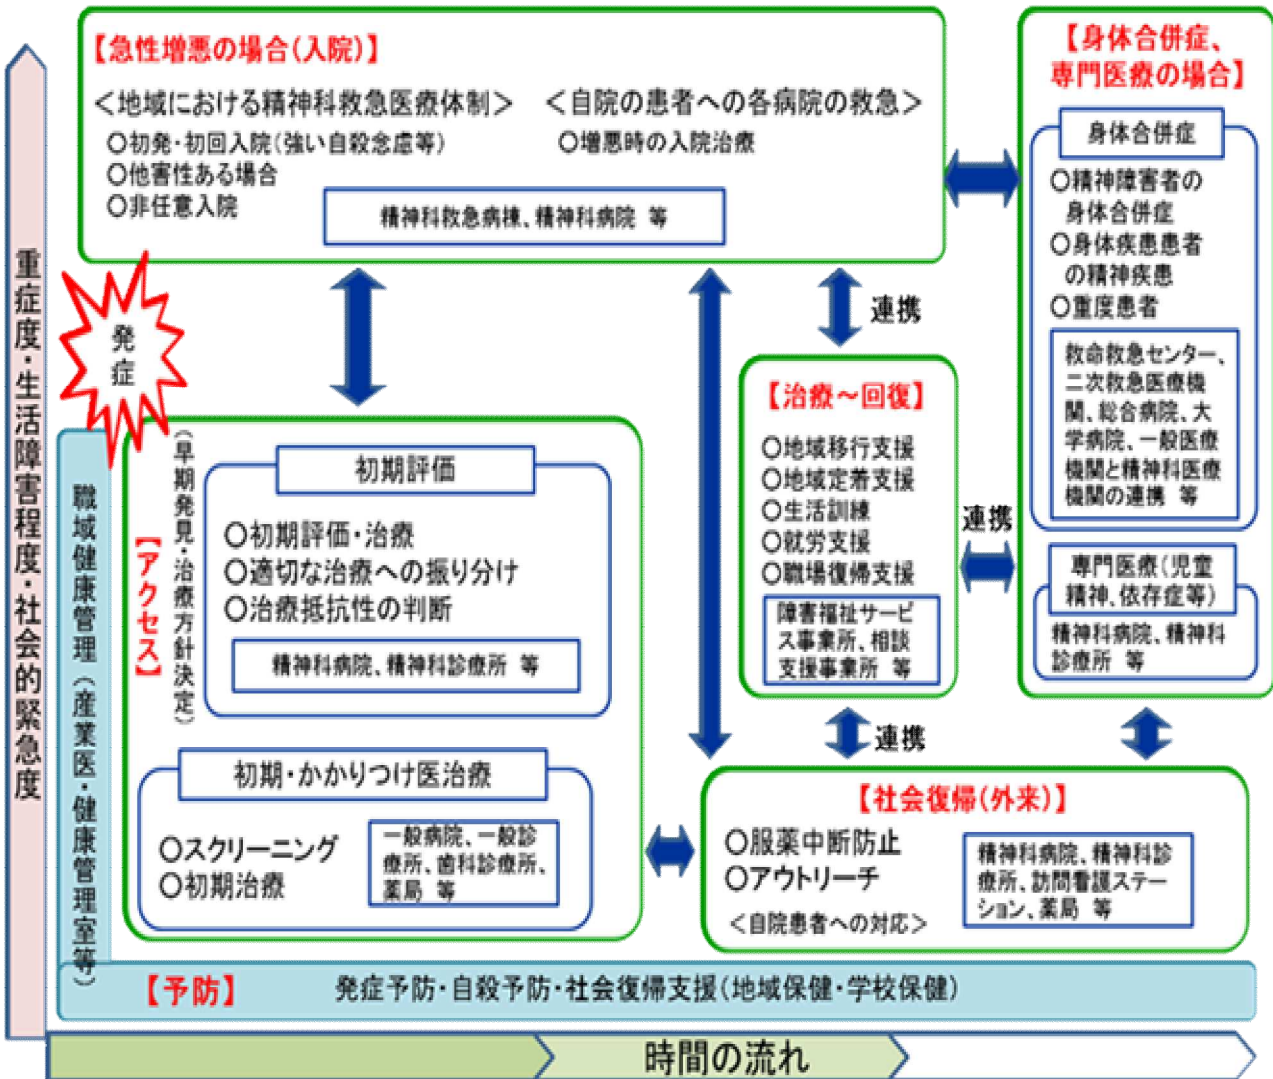 【急性増悪の場合(入院)】
＜地域における精神科救急医療体制＞
○初発・初回入院(強い自殺念慮等)
○他害性ある場合
○非任意入院
＜自院の患者への各病院の救急＞
○増悪時の入院治療
精神科救急病棟、精神科病院 等
【身体合併症、
専門医療の場合】
身体合併症
○精神障害者の
身体合併症
○身体疾患患者
の精神疾患
○重度患者
救命救急センター、
二次救急医療機
関、総合病院、大
学病院、一般医療
機関と精神科医療
機関の連携 等
専門医療(児童
精神、依存症等)
精神科病院、精神科
診療所 等
重症度・生活障害程度・社会的緊急度
発症
連携
【治療～回復】
○地域移行支援
○地域定着支援
○生活訓練
○就労支援
○職場復帰支援
障害福祉サービ
ス事業所、相談
支援事業所 等
連携
連携
職域健康管理(産業医・健康管理室等)
【アクセス】
(早期発見・治療方針決定)
初期評価
○初期評価・治療
○適切な治療への振り分け
○治療抵抗性の判断
精神科病院、精神科診療所 等
初期・かかりつけ医治療
○スクリーニング
○初期治療
一般病院、一般診
療所、歯科診療所、
薬局 等
【社会復帰(外来)】
○服薬中断防止
○アウトリーチ
＜自院患者への対応＞
精神科病院、精神科診
療所、訪問看護ステー
ション、薬局 等
【予防】
発症予防・自殺予防・社会復帰支援(地域保健・学校保健)
時間の流れ